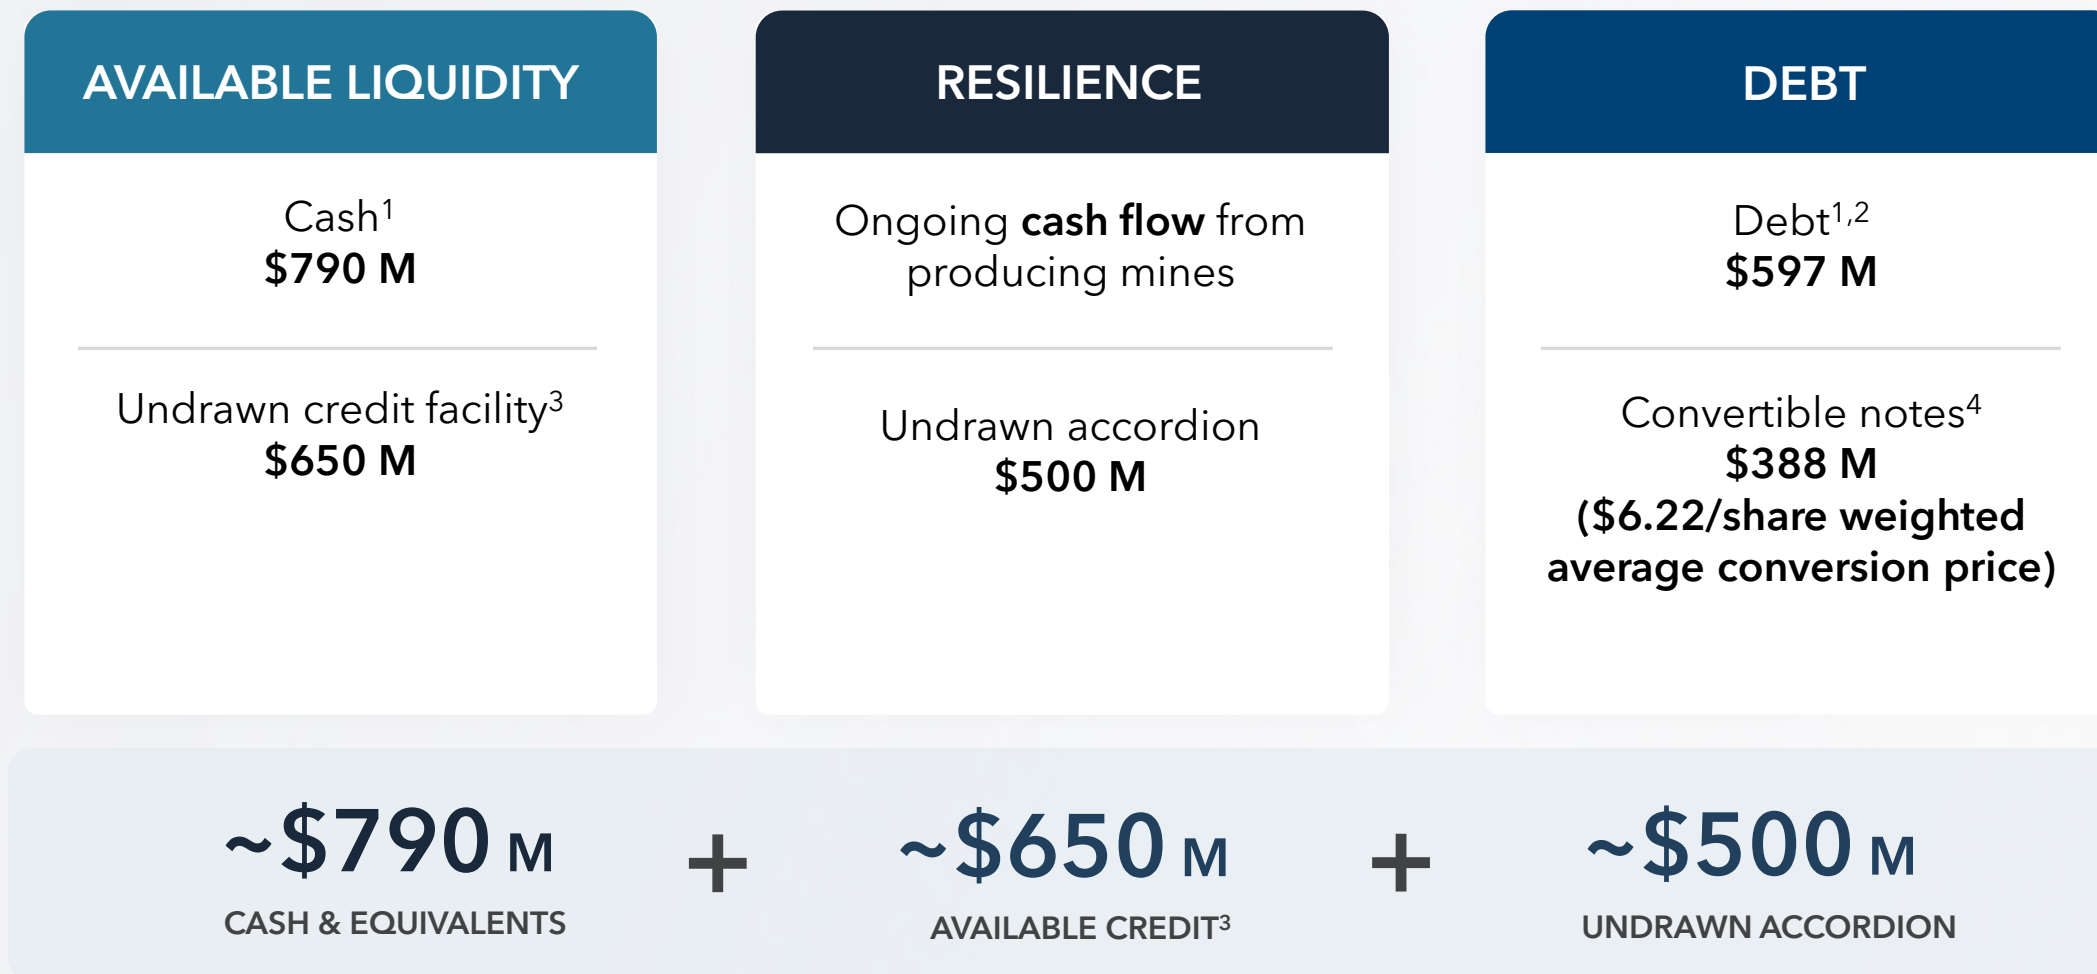 AVAILABLE LIQUIDITY
Cash¹
$790 M
Undrawn credit facility³
$650 M
RESILIENCE
Ongoing cash flow from
producing mines
Undrawn accordion
$500 M
DEBT
Debt¹,²
$597 M
Convertible notes⁴
$388 M
($6.22/share weighted
average conversion price)
~$790 M
CASH & EQUIVALENTS
+
~$650 M
AVAILABLE CREDIT³
+
~$500 M
UNDRAWN ACCORDION